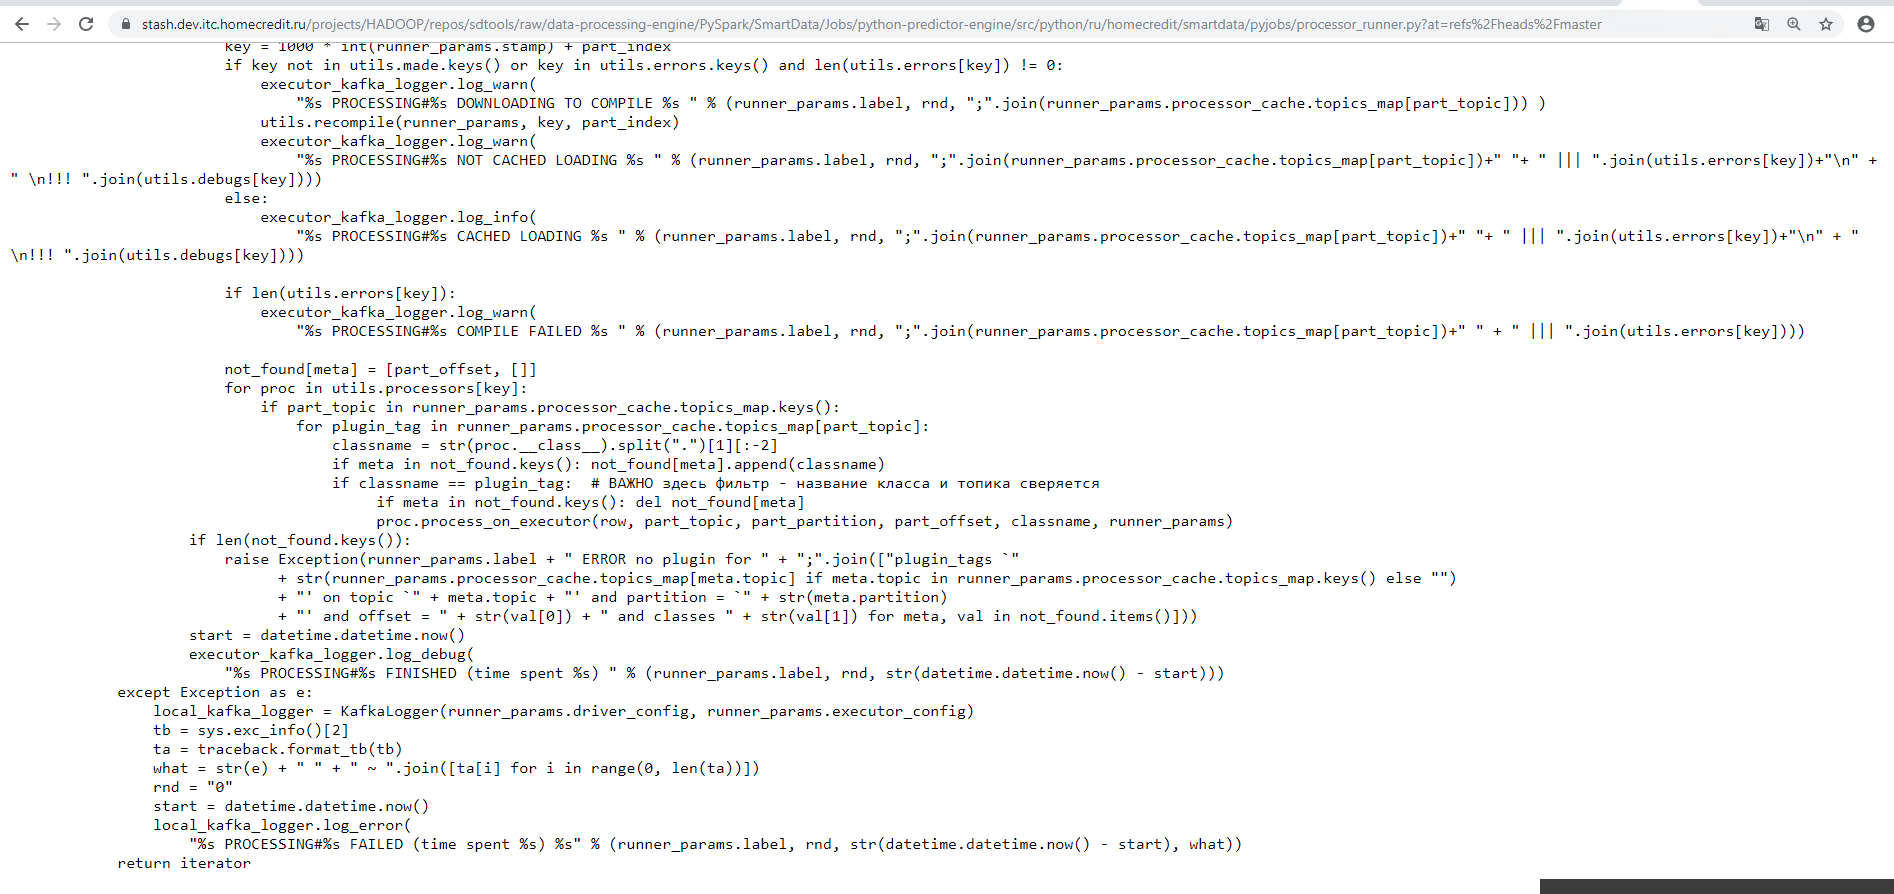 stash.dev.itc.homecredit.ru/projects/HADOOP/repos/sdtools/raw/data-processing-engine/PySpark/SmartData/Jobs/python-predictor-engine/src/python/ru/homecredit/smartdata/pyjobs/processor_runner.py?at=refs%2Fheads%2Fmaster
key = 1000 * int(runner_params.stamp) + part_index
if key not in utils.made.keys() or key in utils.errors.keys() and len(utils.errors[key]) != 0:
executor_kafka_logger.log_warn(
"%s PROCESSING#%s DOWNLOADING TO COMPILE %s " % (runner_params.label, rnd, ";".join(runner_params.processor_cache.topics_map[part_topic])) )
utils.recompile(runner_params, key, part_index)
executor_kafka_logger.log_warn(
"%s PROCESSING#%s NOT CACHED LOADING %s " % (runner_params.label, rnd, ";".join(runner_params.processor_cache.topics_map[part_topic])+" "+ " ||| ".join(utils.errors[key])+"\n" +
" \n!!! ".join(utils.debugs[key])))
else:
executor_kafka_logger.log_info(
"%s PROCESSING#%s CACHED LOADING %s " % (runner_params.label, rnd, ";".join(runner_params.processor_cache.topics_map[part_topic])+" "+ " ||| ".join(utils.errors[key])+"\n" + "
\n!!! ".join(utils.debugs[key])))
if len(utils.errors[key]):
executor_kafka_logger.log_warn(
"%s PROCESSING#%s COMPILE FAILED %s " % (runner_params.label, rnd, ";".join(runner_params.processor_cache.topics_map[part_topic])+" " + " ||| ".join(utils.errors[key])))
not_found[meta] = [part_offset, []]
for proc in utils.processors[key]:
if part_topic in runner_params.processor_cache.topics_map.keys():
for plugin_tag in runner_params.processor_cache.topics_map[part_topic]:
classname = str(proc.__class__).split(".")[1][:-2]
if meta in not_found.keys(): not_found[meta].append(classname)
if classname == plugin_tag:  # ВАЖНО здесь фильтр - название класса и топика сверяется
if meta in not_found.keys(): del not_found[meta]
proc.process_on_executor(row, part_topic, part_partition, part_offset, classname, runner_params)
if len(not_found.keys()):
raise Exception(runner_params.label + " ERROR no plugin for " + ";".join(["plugin_tags `"
+ str(runner_params.processor_cache.topics_map[meta.topic] if meta.topic in runner_params.processor_cache.topics_map.keys() else "")
+ "' on topic `" + meta.topic + "' and partition = `" + str(meta.partition)
+ "' and offset = " + str(val[0]) + " and classes " + str(val[1]) for meta, val in not_found.items()]))
start = datetime.datetime.now()
executor_kafka_logger.log_debug(
"%s PROCESSING#%s FINISHED (time spent %s) " % (runner_params.label, rnd, str(datetime.datetime.now() - start)))
except Exception as e:
local_kafka_logger = KafkaLogger(runner_params.driver_config, runner_params.executor_config)
tb = sys.exc_info()[2]
ta = traceback.format_tb(tb)
what = str(e) + " " + " ~ ".join([ta[i] for i in range(0, len(ta))])
rnd = "0"
start = datetime.datetime.now()
local_kafka_logger.log_error(
"%s PROCESSING#%s FAILED (time spent %s) %s" % (runner_params.label, rnd, str(datetime.datetime.now() - start), what))
return iterator